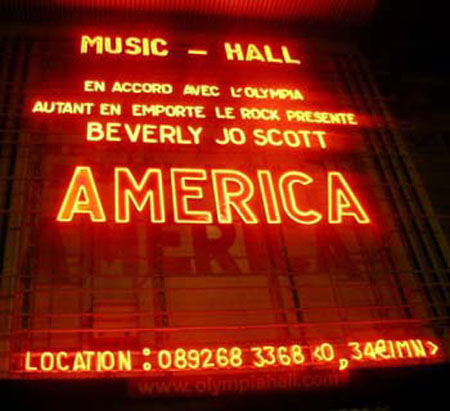 MUSIC - HALL
EN ACCORD AVEC L'OLYMPIA
AUTANT EN EMPORTE LE ROCK PRESENTE
BEVERLY JO SCOTT
AMERICA
LOCATION : 089268 3368 <0,34€/MN>
www.olympiahall.com